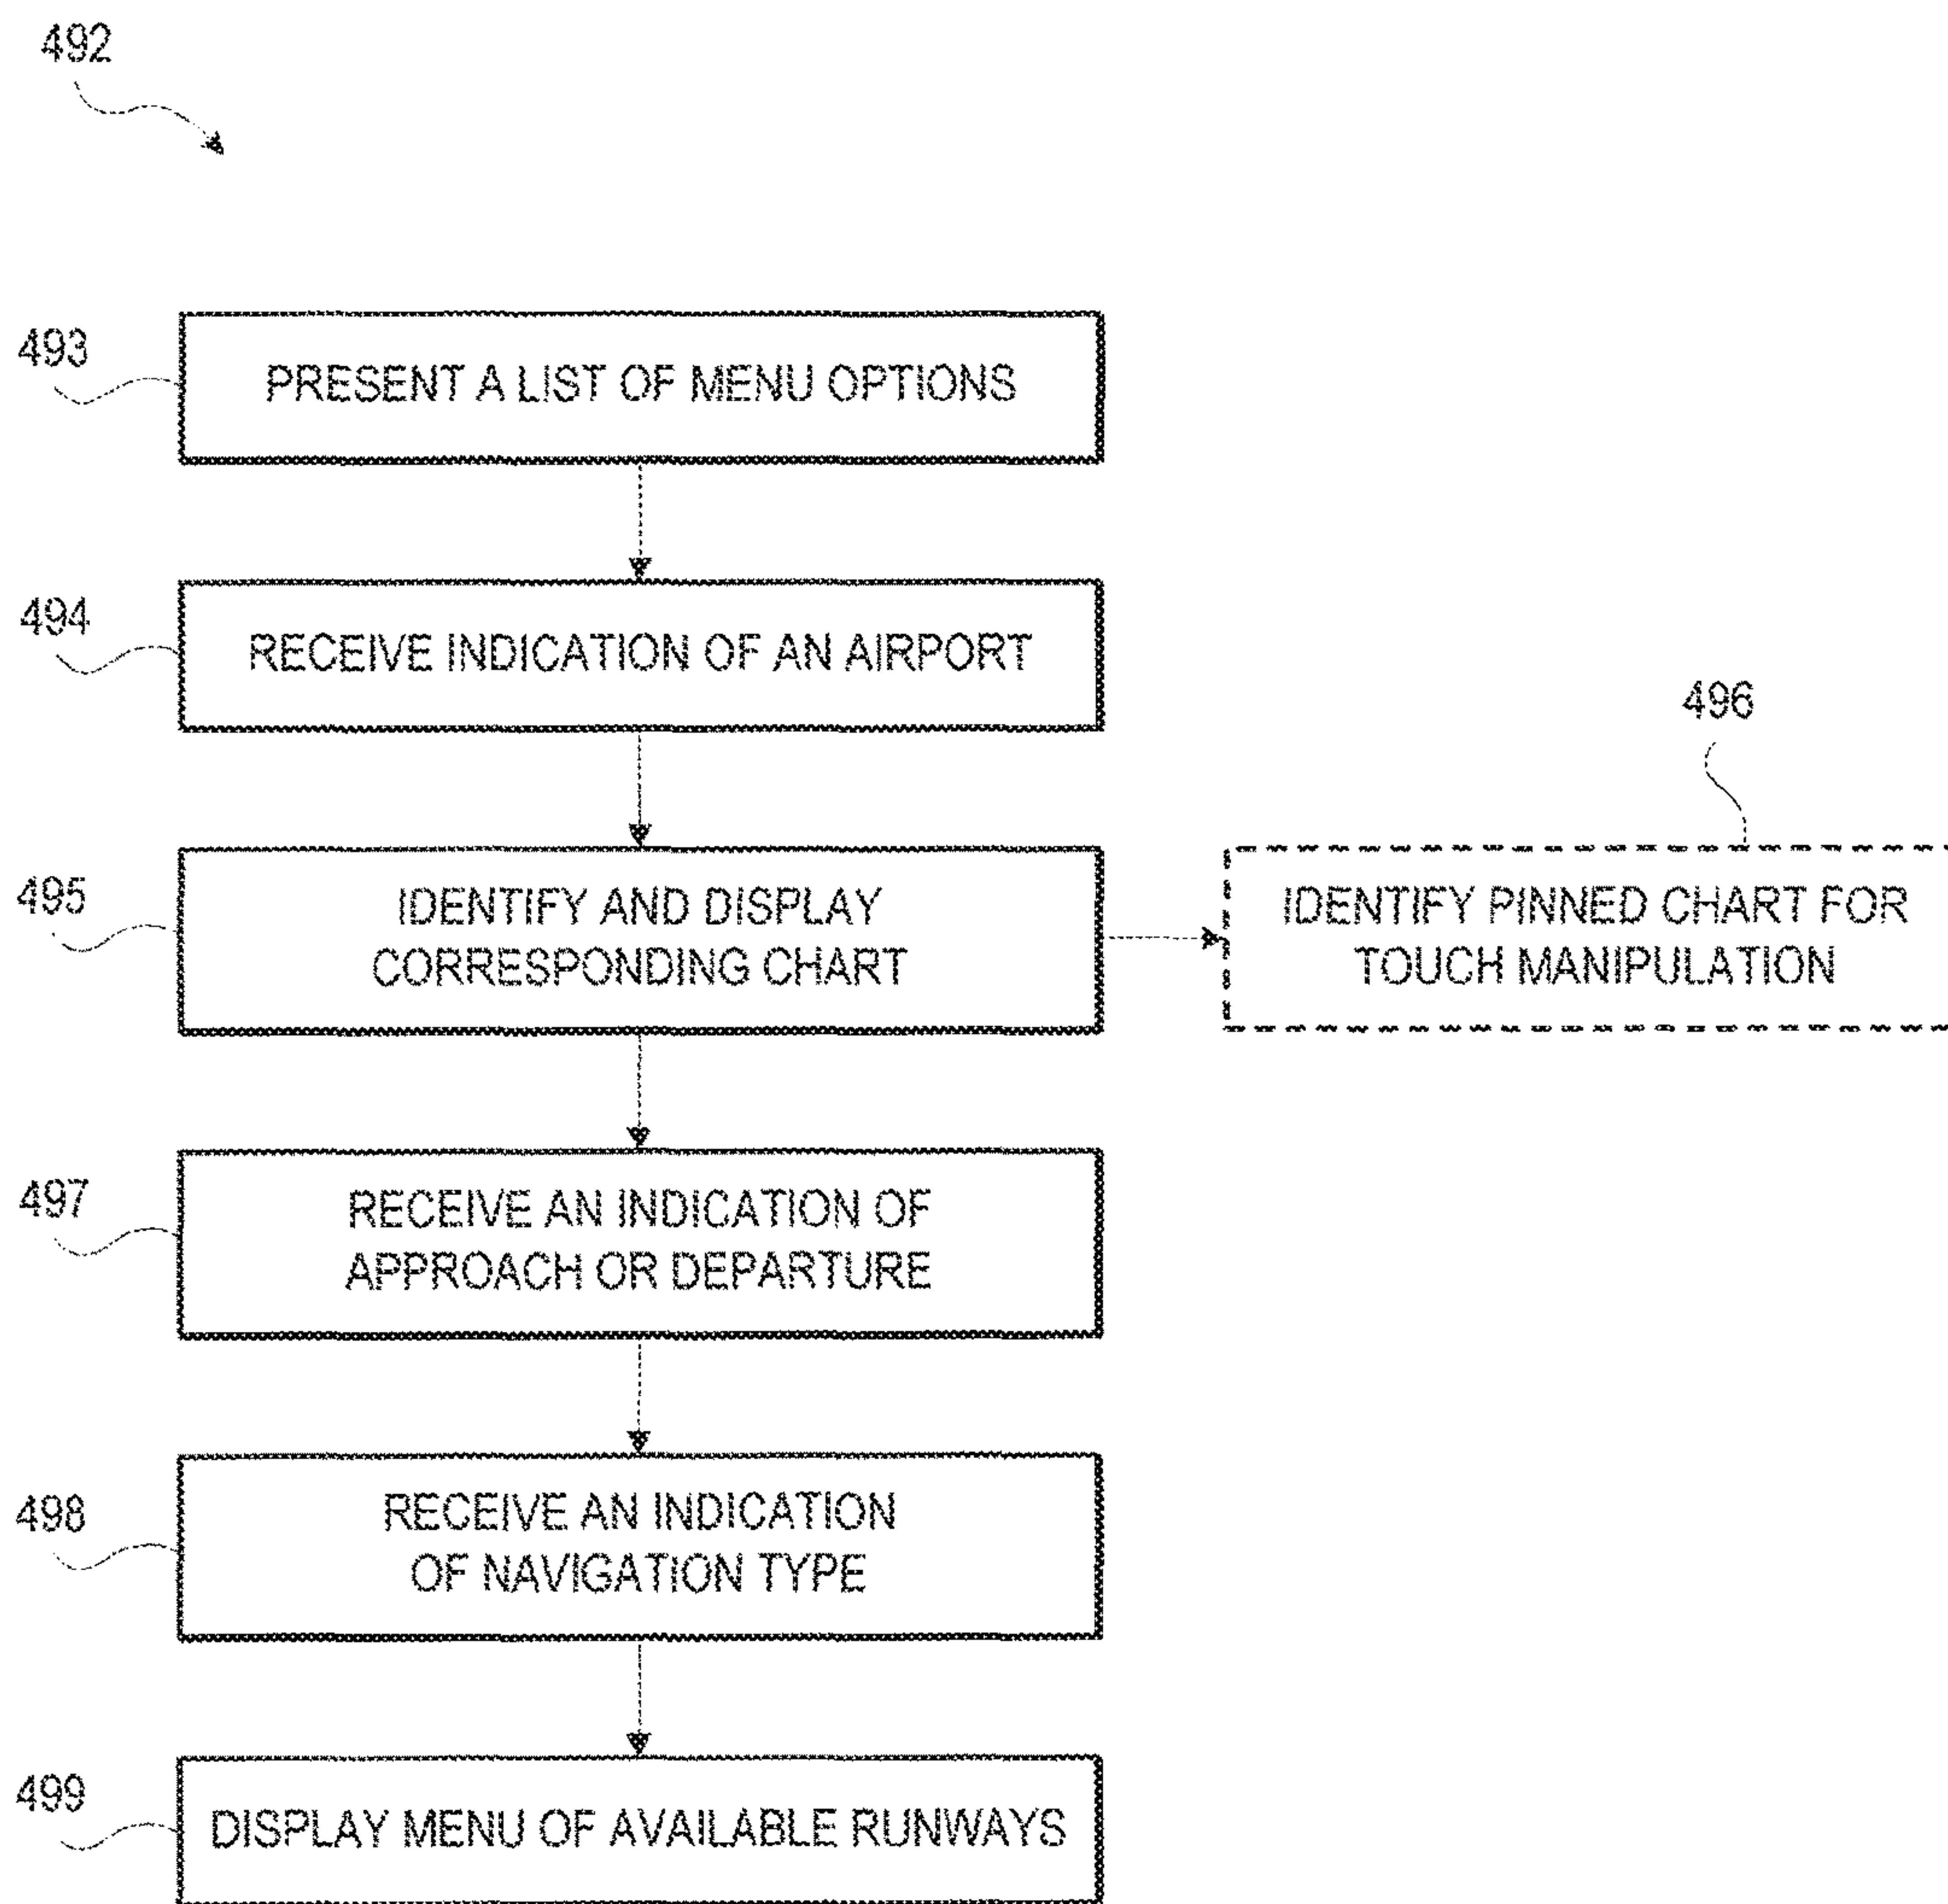 492
493
PRESENT A LIST OF MENU OPTIONS
494
RECEIVE INDICATION OF AN AIRPORT
495
IDENTIFY AND DISPLAY
CORRESPONDING CHART
496
IDENTIFY PINNED CHART FOR
TOUCH MANIPULATION
497
RECEIVE AN INDICATION OF
APPROACH OR DEPARTURE
498
RECEIVE AN INDICATION
OF NAVIGATION TYPE
499
DISPLAY MENU OF AVAILABLE RUNWAYS